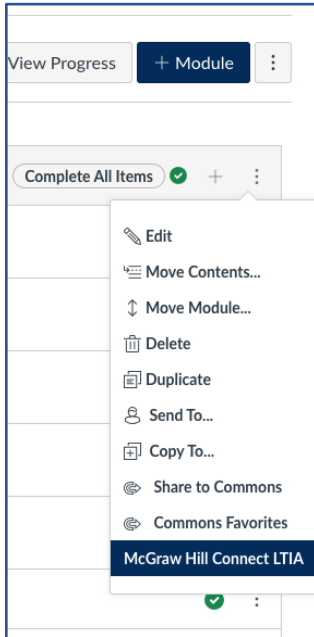 View Progress
+ Module
Complete All Items
Edit
Move Contents...
Move Module...
Delete
Duplicate
Send To...
Copy To...
Share to Commons
Commons Favorites
McGraw Hill Connect LTIA